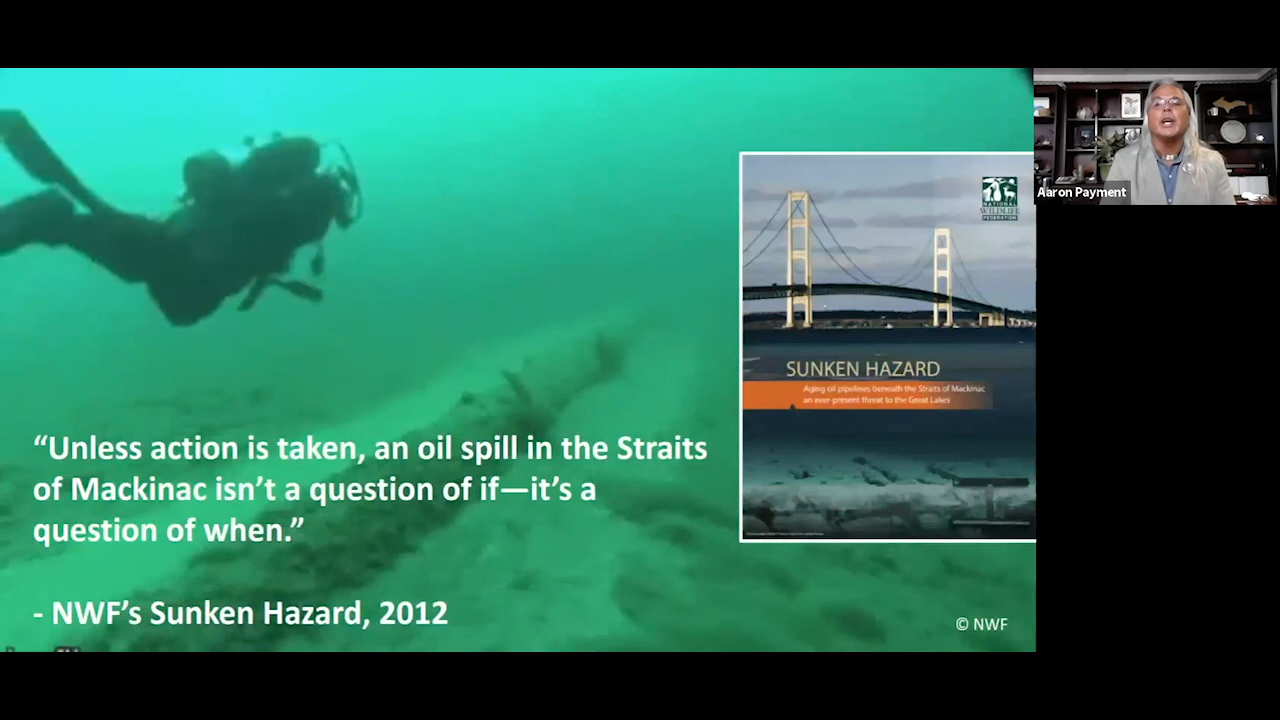 Aaron Payment
NATIONAL
WILDLIFE
FEDERATION
SUNKEN HAZARD
Aging oil pipelines beneath the Straits of Mackinac
an ever-present threat to the Great Lakes
“Unless action is taken, an oil spill in the Straits
of Mackinac isn’t a question of if—it’s a
question of when.”
- NWF’s Sunken Hazard, 2012
© NWF